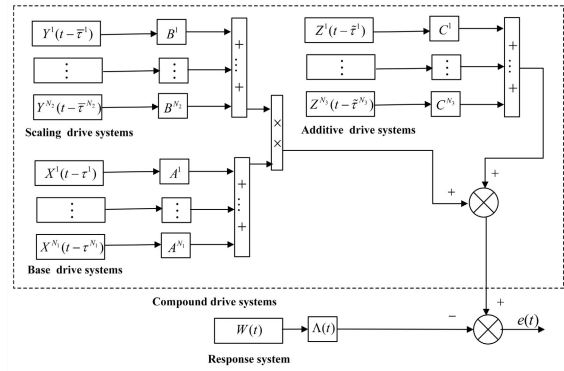 Y¹(t-τ̄¹) B¹ +
⋮ ⋮ ⋮
Y^{N₂}(t-τ̄^{N₂}) B^{N₂} +
Scaling drive systems
Z¹(t-τ̃¹) C¹ +
⋮ ⋮ ⋮
Z^{N₃}(t-τ̃^{N₃}) C^{N₃} +
Additive drive systems
×
×
X¹(t-τ¹) A¹ +
⋮ ⋮ ⋮
X^{N₁}(t-τ^{N₁}) A^{N₁} +
Base drive systems
+ +
Compound drive systems
+
W(t) Λ(t) − e(t)
Response system